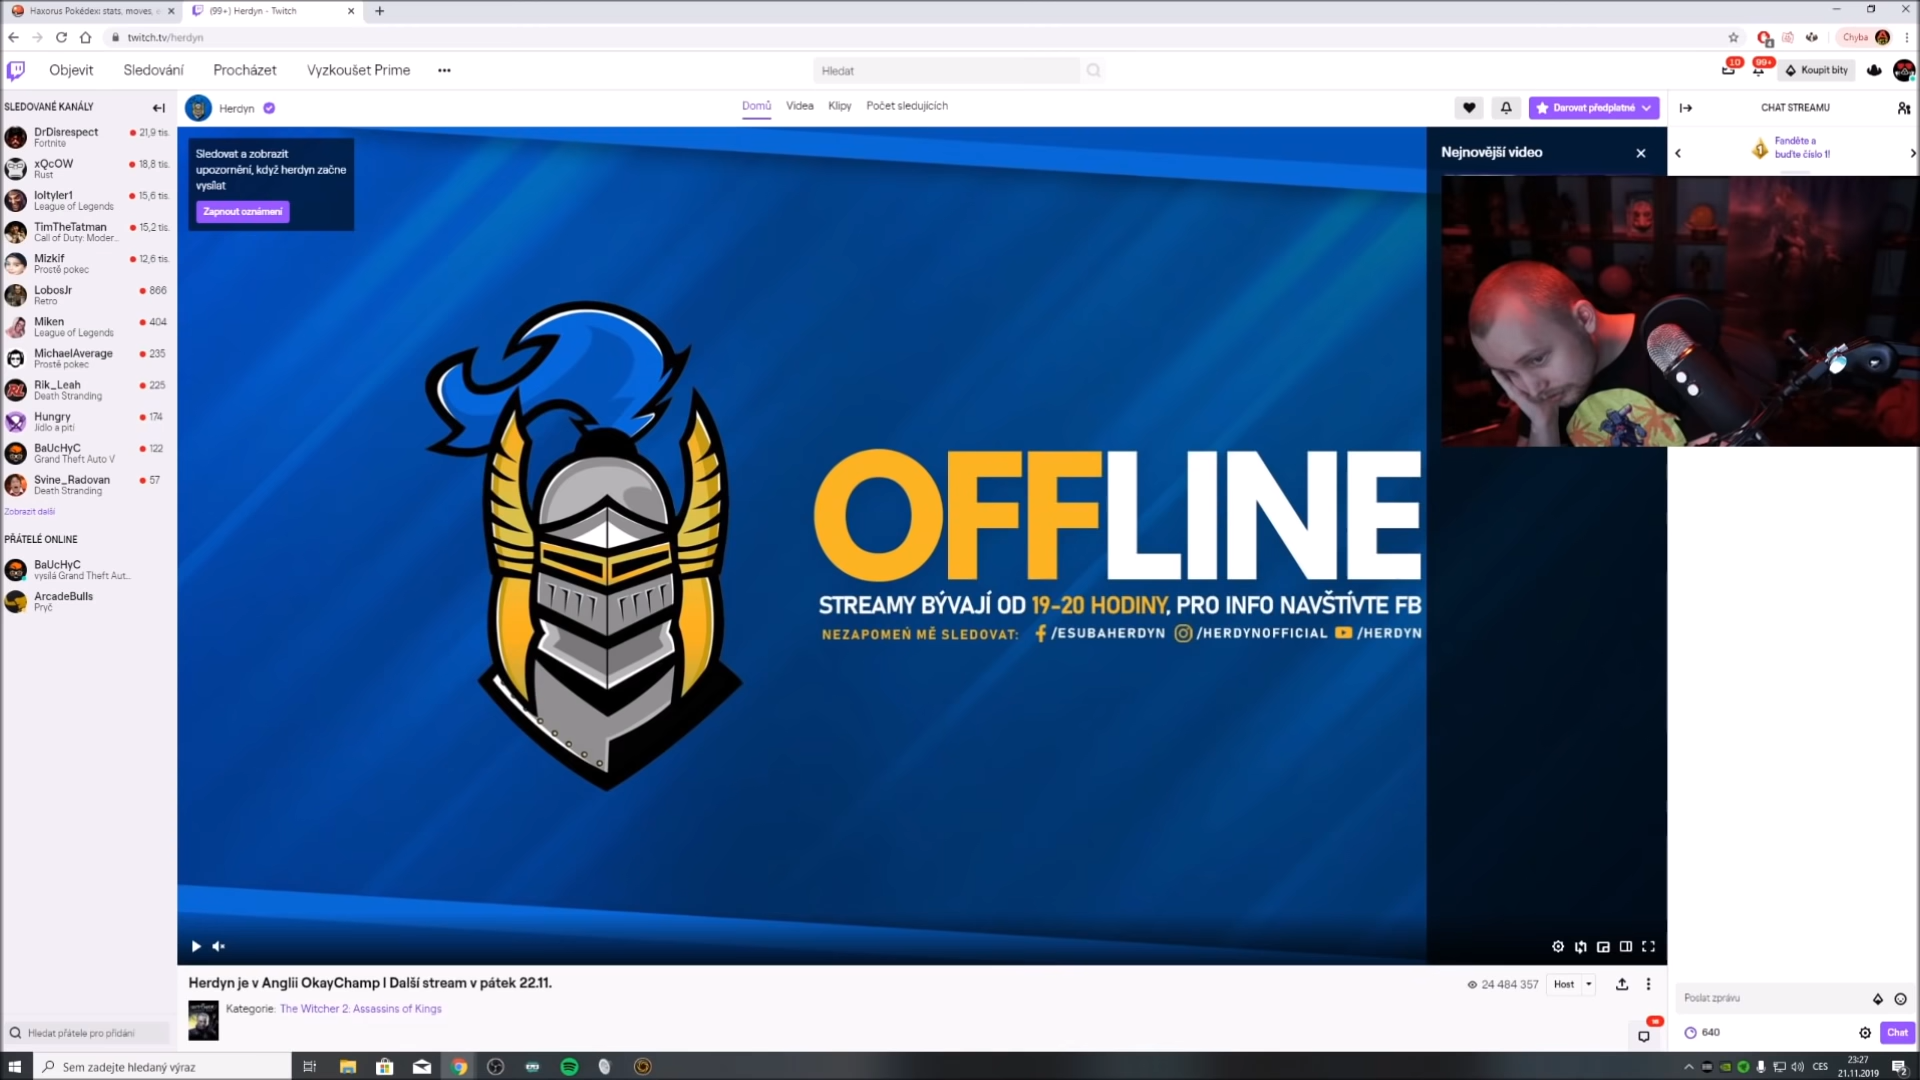 Haxorus Pokédex: stats, moves, e
(99+) Herdyn - Twitch
twitch.tv/herdyn
Chyba
Objevit
Sledování
Procházet
Vyzkoušet Prime
Hledat
10
99+
Koupit bity
SLEDOVANÉ KANÁLY
DrDisrespect
21,9 tis.
Fortnite
xQcOW
18,8 tis.
Rust
loltyler1
15,6 tis.
League of Legends
TimTheTatman
15,2 tis.
Call of Duty: Moder...
Mizkif
12,6 tis.
Prostě pokec
LobosJr
866
Retro
Miken
404
League of Legends
MichaelAverage
235
Prostě pokec
Rik_Leah
225
Death Stranding
Hungry
174
Jídlo a pití
BaUcHyC
122
Grand Theft Auto V
Svine_Radovan
57
Death Stranding
Zobrazit další
PŘÁTELÉ ONLINE
BaUcHyC
vysílá Grand Theft Aut...
ArcadeBulls
Pryč
Hledat přátele pro přidání
Herdyn
Domů
Videa
Klipy
Počet sledujících
Darovat předplatné
Sledovat a zobrazit
upozornění, když herdyn začne
vysílat
Zapnout oznámení
OFFLINE
STREAMY BÝVAJÍ OD 19-20 HODINY, PRO INFO NAVŠTÍVTE FB
NEZAPOMEŇ MĚ SLEDOVAT: /ESUBAHERDYN /HERDYNOFFICIAL /HERDYN
Nejnovější video
CHAT STREAMU
Fanděte a
buďte číslo 1!
Herdyn je v Anglii OkayChamp I Další stream v pátek 22.11.
24 484 357
Host
Kategorie: The Witcher 2: Assassins of Kings
Poslat zprávu
640
Chat
Sem zadejte hledaný výraz
CES
23:27
21.11.2019